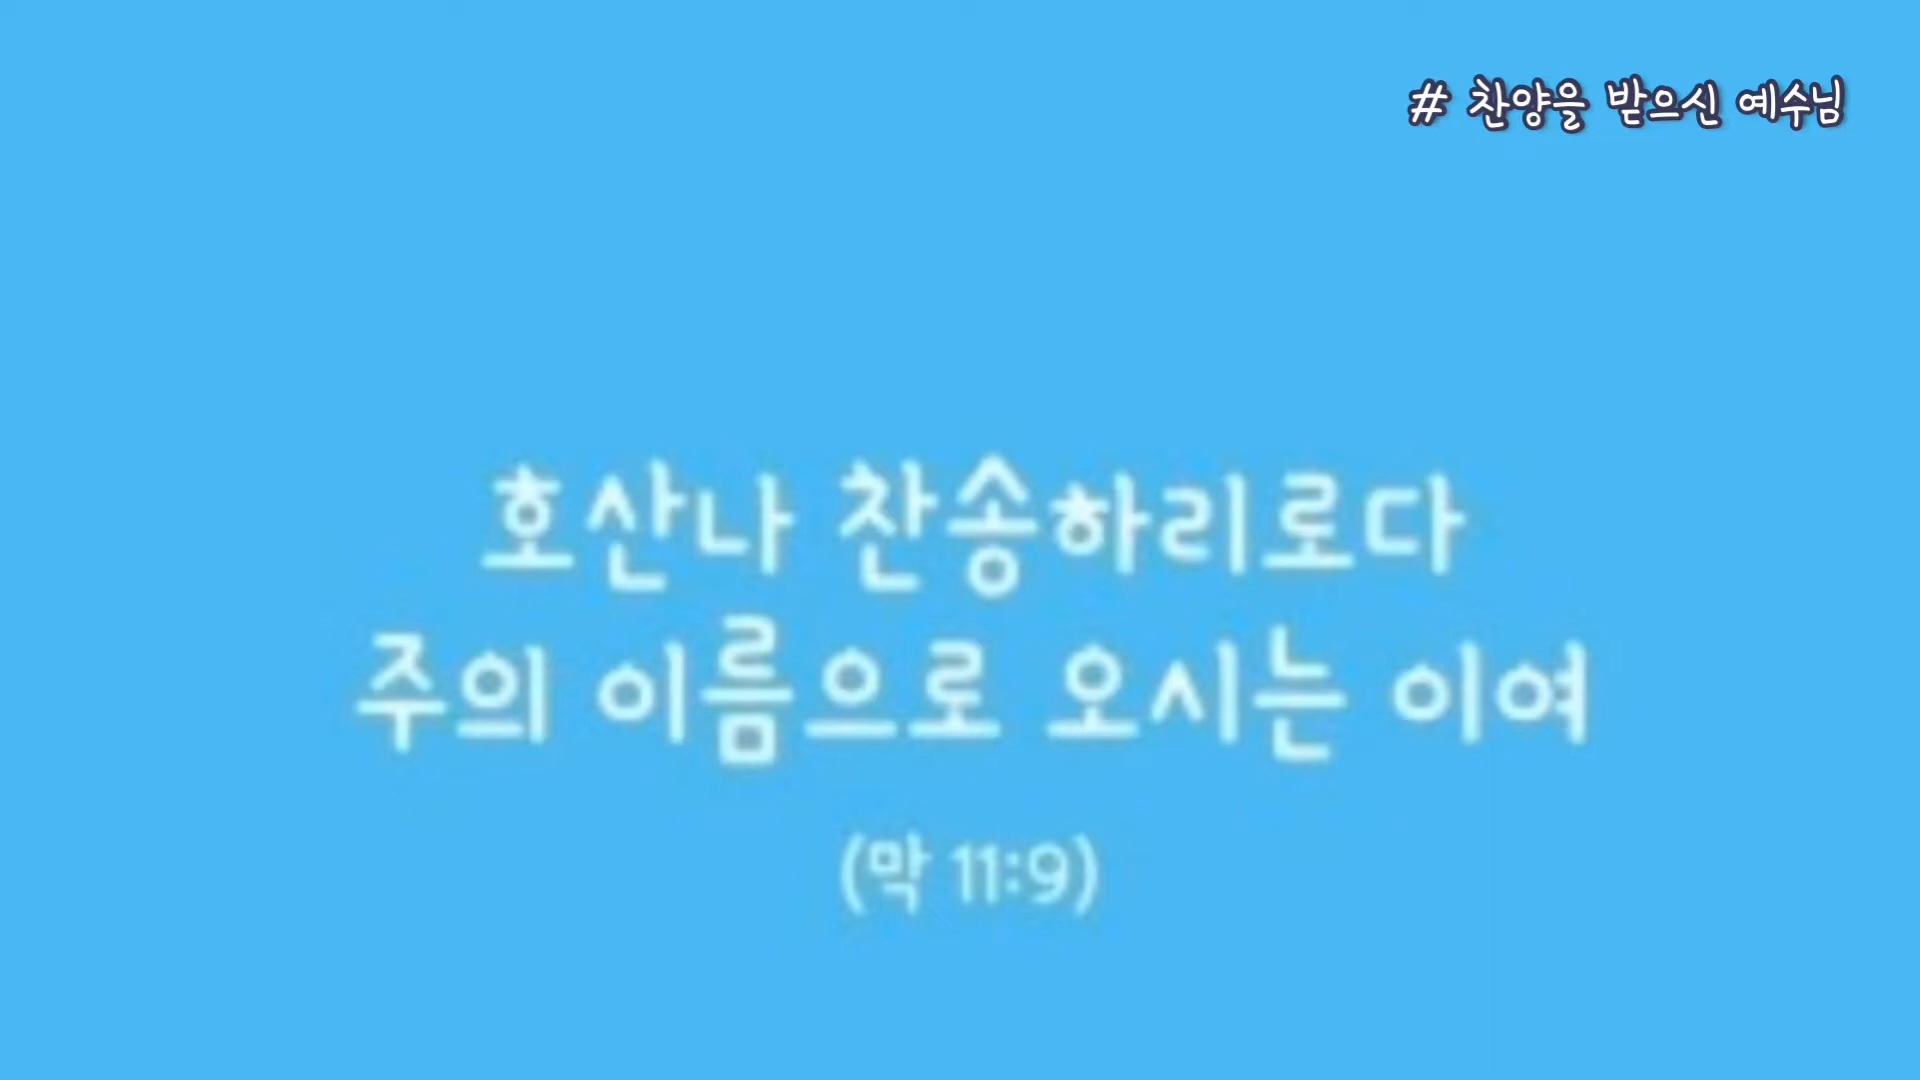 # 찬양을 받으신 예수님
호산나 찬송하리로다
주의 이름으로 오시는 이여
(막 11:9)